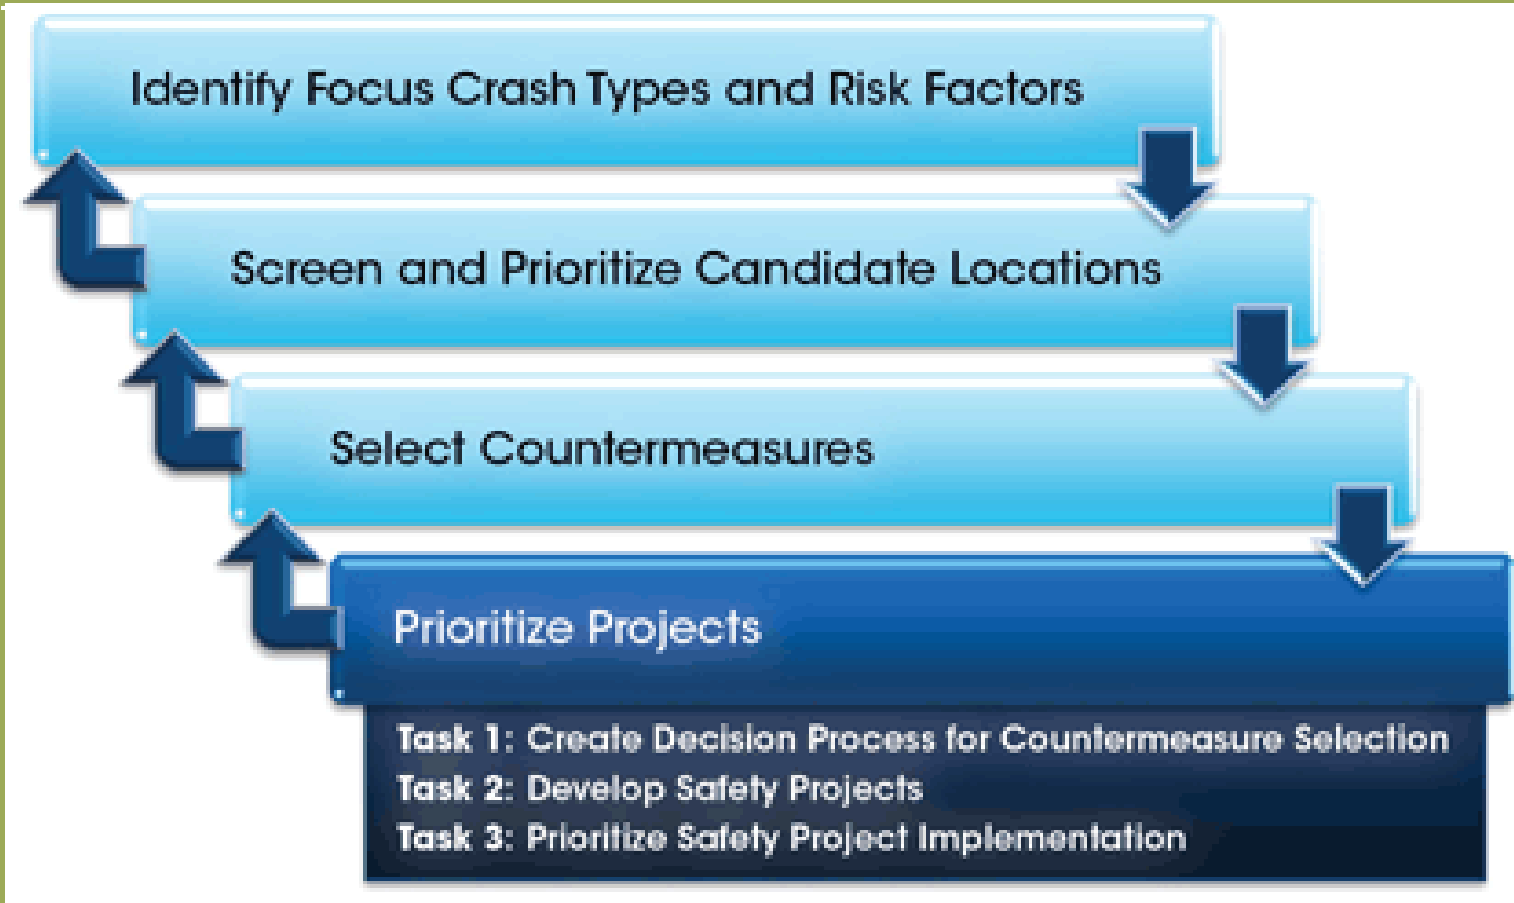 Identify Focus Crash Types and Risk Factors
Screen and Prioritize Candidate Locations
Select Countermeasures
Prioritize Projects
Task 1: Create Decision Process for Countermeasure Selection
Task 2: Develop Safety Projects
Task 3: Prioritize Safety Project Implementation